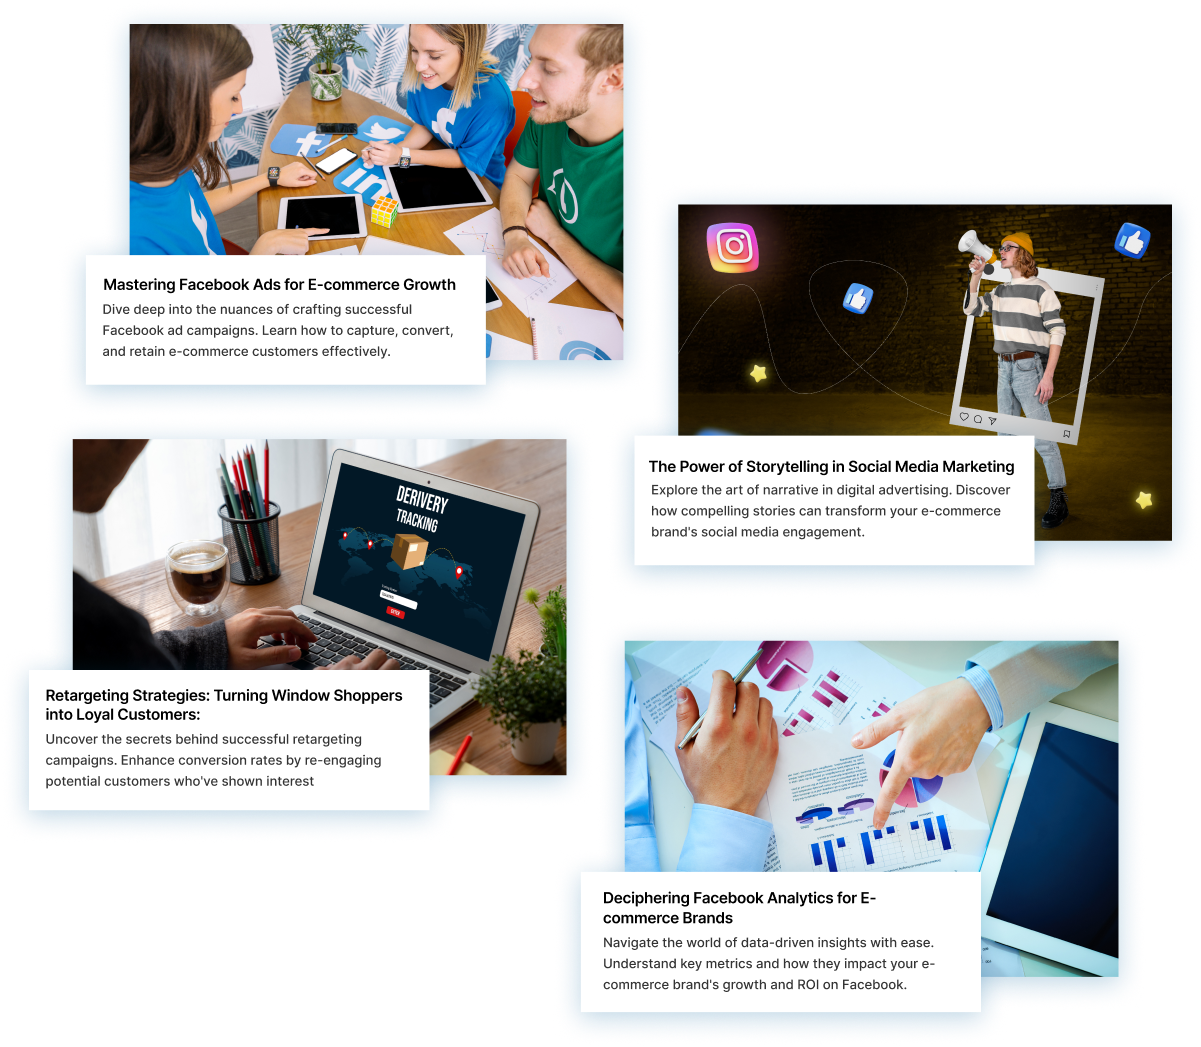 Mastering Facebook Ads for E-commerce Growth
Dive deep into the nuances of crafting successful
Facebook ad campaigns. Learn how to capture, convert,
and retain e-commerce customers effectively.
The Power of Storytelling in Social Media Marketing
Explore the art of narrative in digital advertising. Discover
how compelling stories can transform your e-commerce
brand's social media engagement.
DERIVERY
TRACKING
ENTER
Retargeting Strategies: Turning Window Shoppers
into Loyal Customers:
Uncover the secrets behind successful retargeting
campaigns. Enhance conversion rates by re-engaging
potential customers who've shown interest
Deciphering Facebook Analytics for E-
commerce Brands
Navigate the world of data-driven insights with ease.
Understand key metrics and how they impact your e-
commerce brand's growth and ROI on Facebook.